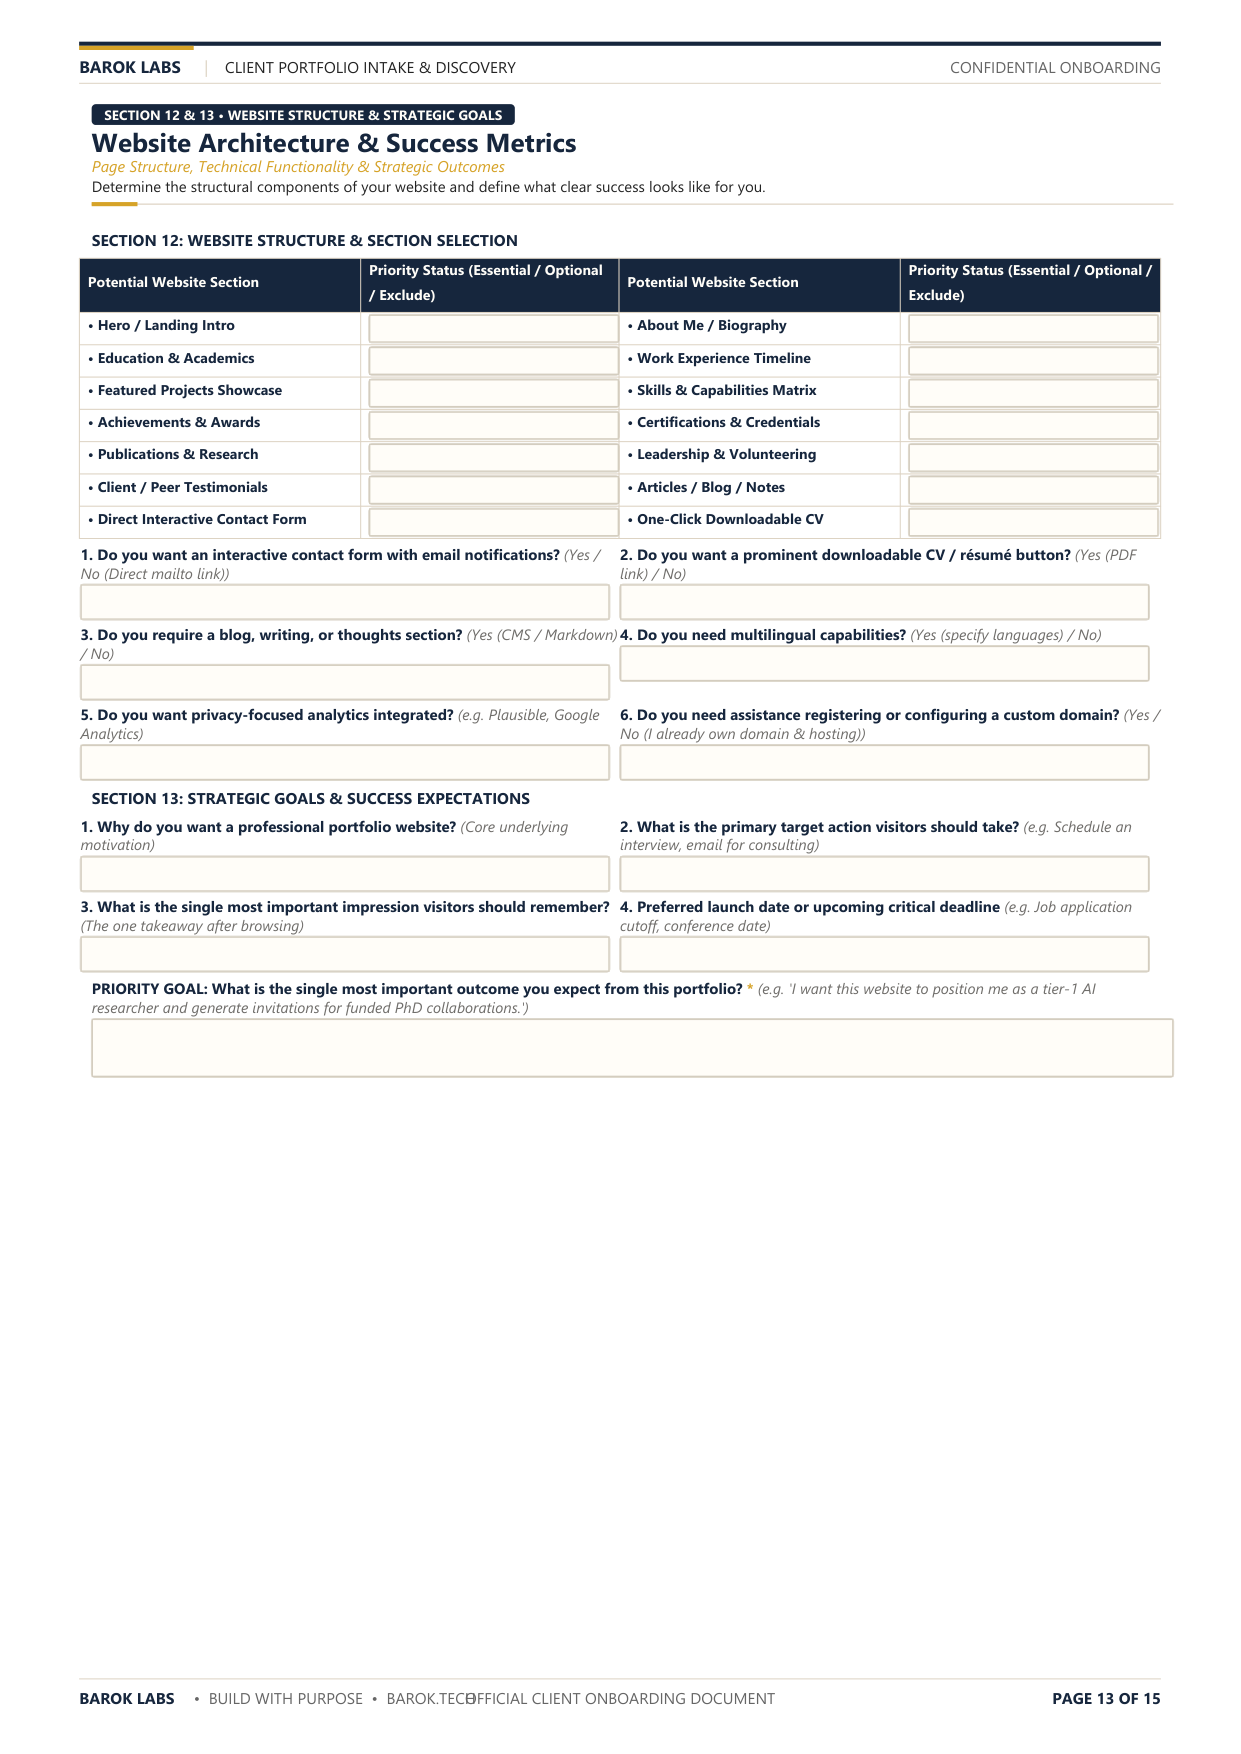 BAROK LABS | CLIENT PORTFOLIO INTAKE & DISCOVERY CONFIDENTIAL ONBOARDING
SECTION 12 & 13 • WEBSITE STRUCTURE & STRATEGIC GOALS
Website Architecture & Success Metrics
Page Structure, Technical Functionality & Strategic Outcomes
Determine the structural components of your website and define what clear success looks like for you.
SECTION 12: WEBSITE STRUCTURE & SECTION SELECTION
Potential Website Section
Priority Status (Essential / Optional
/ Exclude)
Potential Website Section
Priority Status (Essential / Optional /
Exclude)
• Hero / Landing Intro
• About Me / Biography
• Education & Academics
• Work Experience Timeline
• Featured Projects Showcase
• Skills & Capabilities Matrix
• Achievements & Awards
• Certifications & Credentials
• Publications & Research
• Leadership & Volunteering
• Client / Peer Testimonials
• Articles / Blog / Notes
• Direct Interactive Contact Form
• One-Click Downloadable CV
1. Do you want an interactive contact form with email notifications? (Yes /
No (Direct mailto link))
2. Do you want a prominent downloadable CV / résumé button? (Yes (PDF
link) / No)
3. Do you require a blog, writing, or thoughts section? (Yes (CMS / Markdown)
/ No)
4. Do you need multilingual capabilities? (Yes (specify languages) / No)
5. Do you want privacy-focused analytics integrated? (e.g. Plausible, Google
Analytics)
6. Do you need assistance registering or configuring a custom domain? (Yes /
No (I already own domain & hosting))
SECTION 13: STRATEGIC GOALS & SUCCESS EXPECTATIONS
1. Why do you want a professional portfolio website? (Core underlying
motivation)
2. What is the primary target action visitors should take? (e.g. Schedule an
interview, email for consulting)
3. What is the single most important impression visitors should remember?
(The one takeaway after browsing)
4. Preferred launch date or upcoming critical deadline (e.g. Job application
cutoff, conference date)
PRIORITY GOAL: What is the single most important outcome you expect from this portfolio? * (e.g. 'I want this website to position me as a tier-1 AI
researcher and generate invitations for funded PhD collaborations.')
BAROK LABS • BUILD WITH PURPOSE • BAROK.TECH OFFICIAL CLIENT ONBOARDING DOCUMENT PAGE 13 OF 15